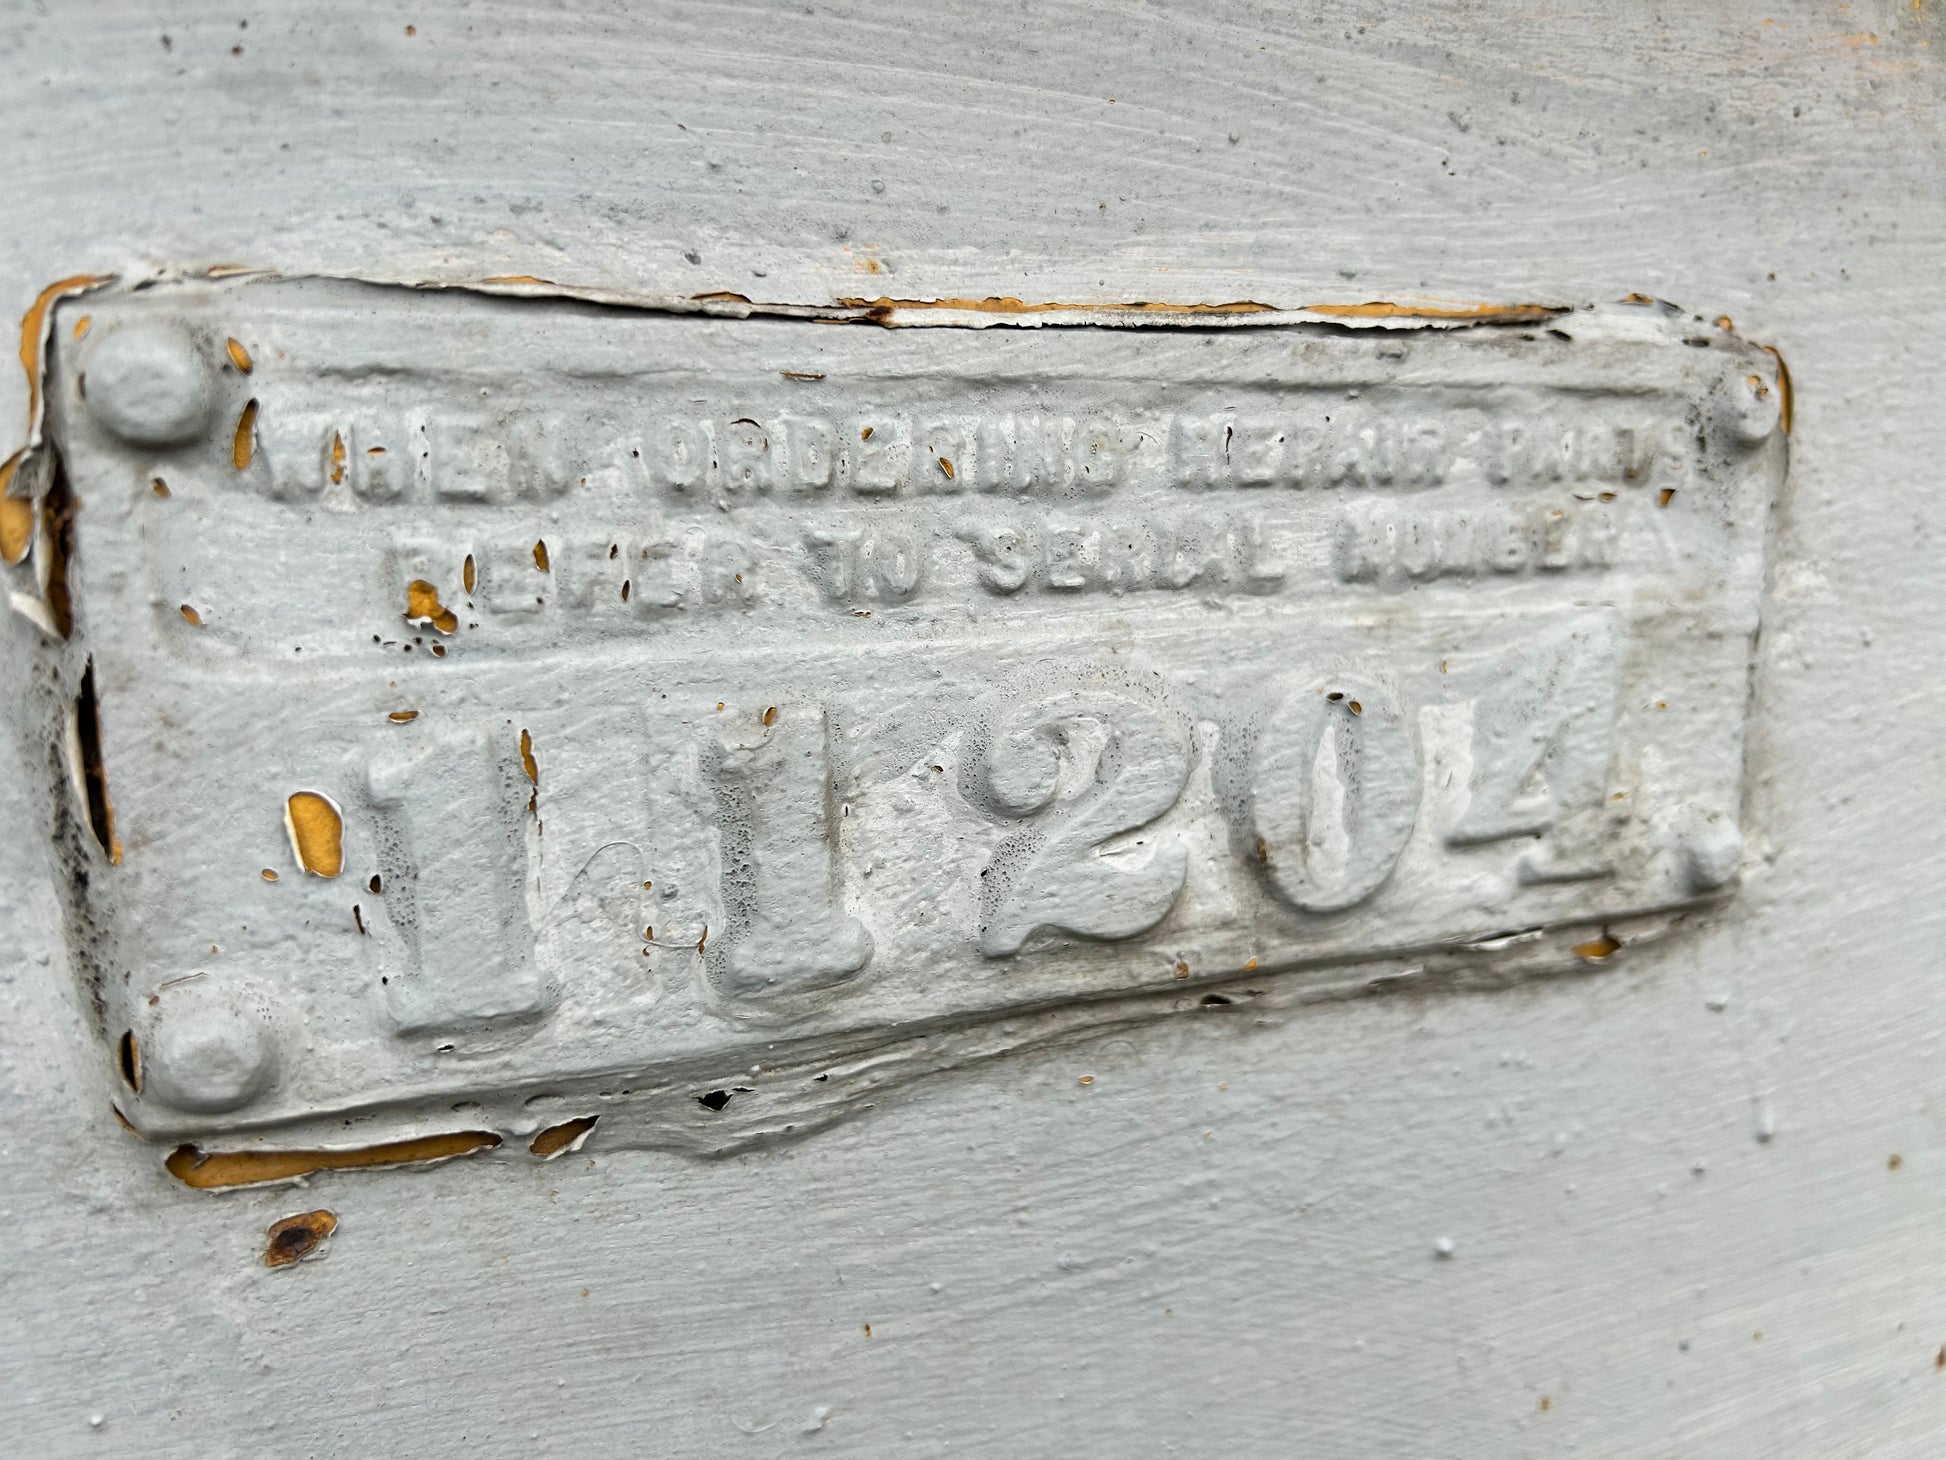 WHEN ORDERING REPAIR PARTS
REFER TO SERIAL NUMBER
11204